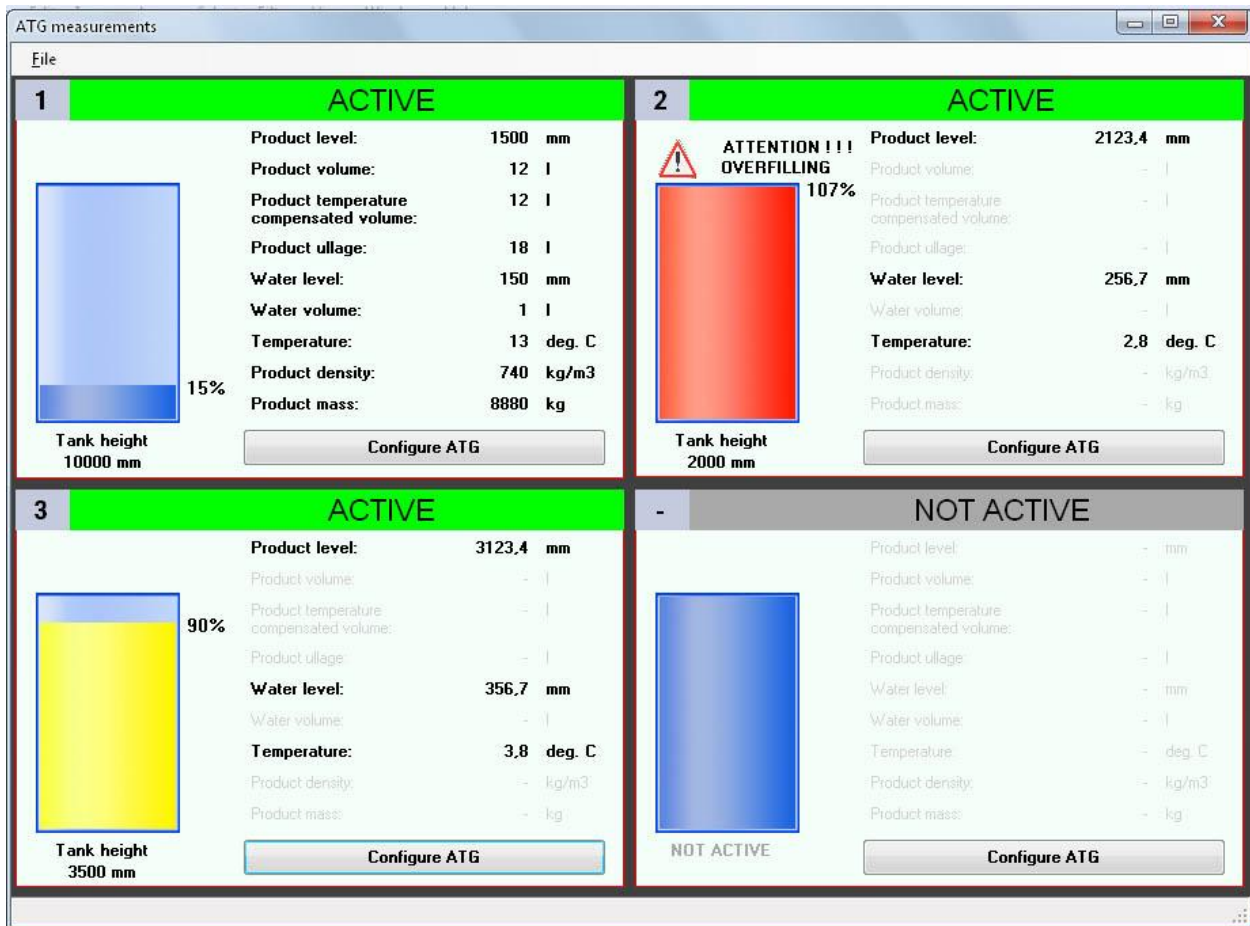 ATG measurements
File
1 ACTIVE
Product level: 1500 mm
Product volume: 12 l
Product temperature
compensated volume: 12 l
Product ullage: 18 l
Water level: 150 mm
Water volume: 1 l
Temperature: 13 deg. C
Product density: 740 kg/m3
Product mass: 8880 kg
15%
Tank height
10000 mm
Configure ATG
2 ACTIVE
ATTENTION ! ! !
OVERFILLING
107%
Product level: 2123,4 mm
Product volume: - l
Product temperature
compensated volume: - l
Product ullage: - l
Water level: 256,7 mm
Water volume: - l
Temperature: 2,8 deg. C
Product density: - kg/m3
Product mass: - kg
Tank height
2000 mm
Configure ATG
3 ACTIVE
Product level: 3123,4 mm
Product volume: - l
Product temperature
compensated volume: - l
Product ullage: - l
Water level: 356,7 mm
Water volume: - l
Temperature: 3,8 deg. C
Product density: - kg/m3
Product mass: - kg
90%
Tank height
3500 mm
Configure ATG
- NOT ACTIVE
Product level: - mm
Product volume: - l
Product temperature
compensated volume: - l
Product ullage: - l
Water level: - mm
Water volume: - l
Temperature: - deg. C
Product density: - kg/m3
Product mass: - kg
NOT ACTIVE
Configure ATG